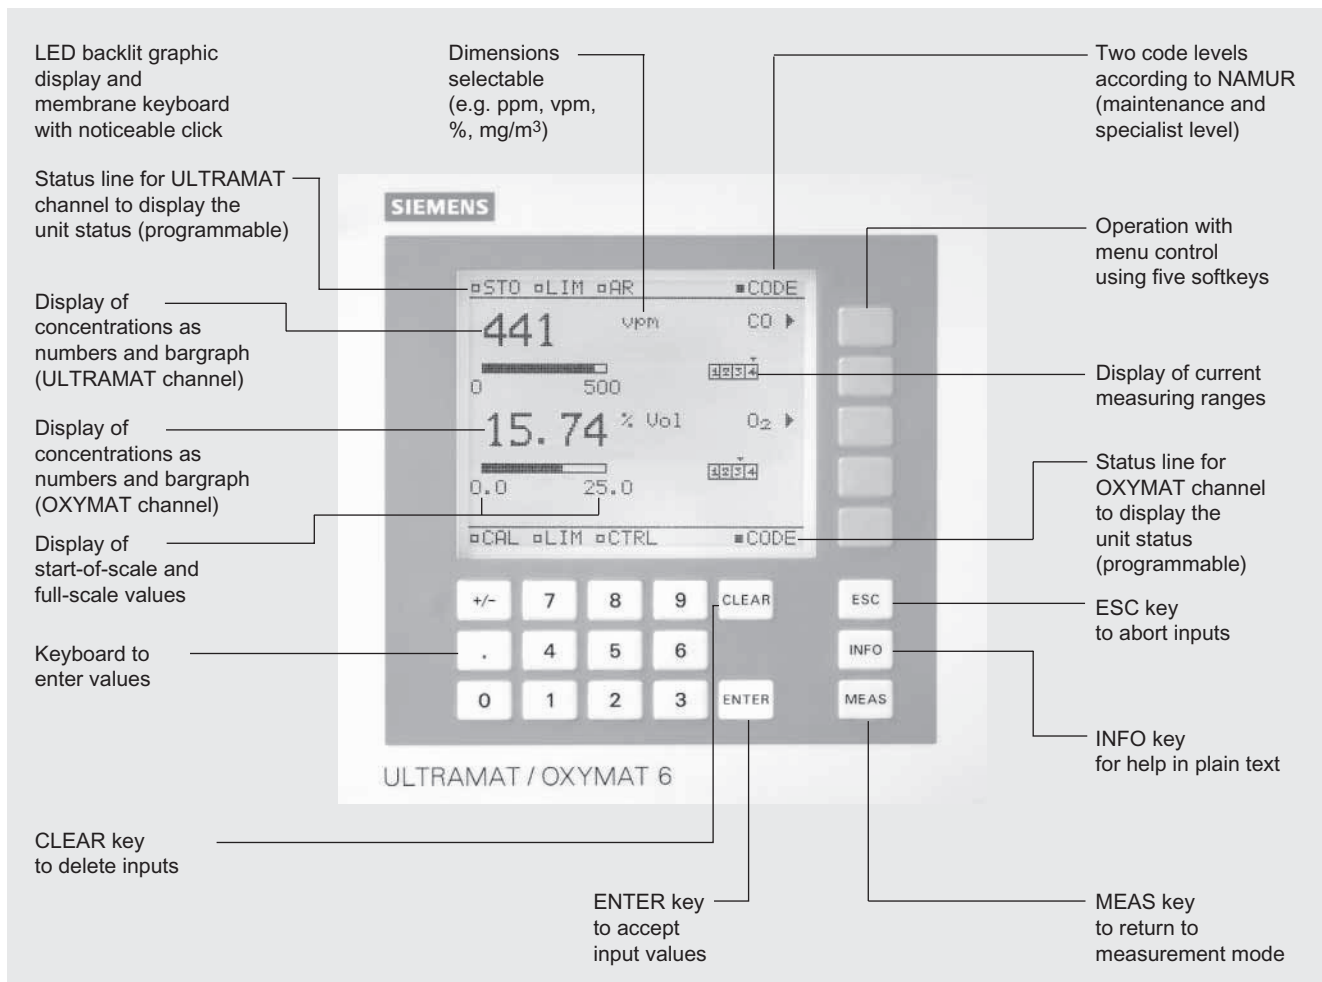 LED backlit graphic
display and
membrane keyboard
with noticeable click
Dimensions
selectable
(e.g. ppm, vpm,
%, mg/m³)
Two code levels
according to NAMUR
(maintenance and
specialist level)
Status line for ULTRAMAT
channel to display the
unit status (programmable)
Display of
concentrations as
numbers and bargraph
(ULTRAMAT channel)
Display of
concentrations as
numbers and bargraph
(OXYMAT channel)
Display of
start-of-scale and
full-scale values
Keyboard to
enter values
CLEAR key
to delete inputs
SIEMENS
STO LIM AR CODE
441 vpm CO
1 2 3 4
0 500
15.74 % Vol O₂
1 2 3 4
0.0 25.0
CAL LIM CTRL CODE
+/- 7 8 9 CLEAR ESC
. 4 5 6 INFO
0 1 2 3 ENTER MEAS
ULTRAMAT / OXYMAT 6
Operation with
menu control
using five softkeys
Display of current
measuring ranges
Status line for
OXYMAT channel
to display the
unit status
(programmable)
ESC key
to abort inputs
INFO key
for help in plain text
ENTER key
to accept
input values
MEAS key
to return to
measurement mode